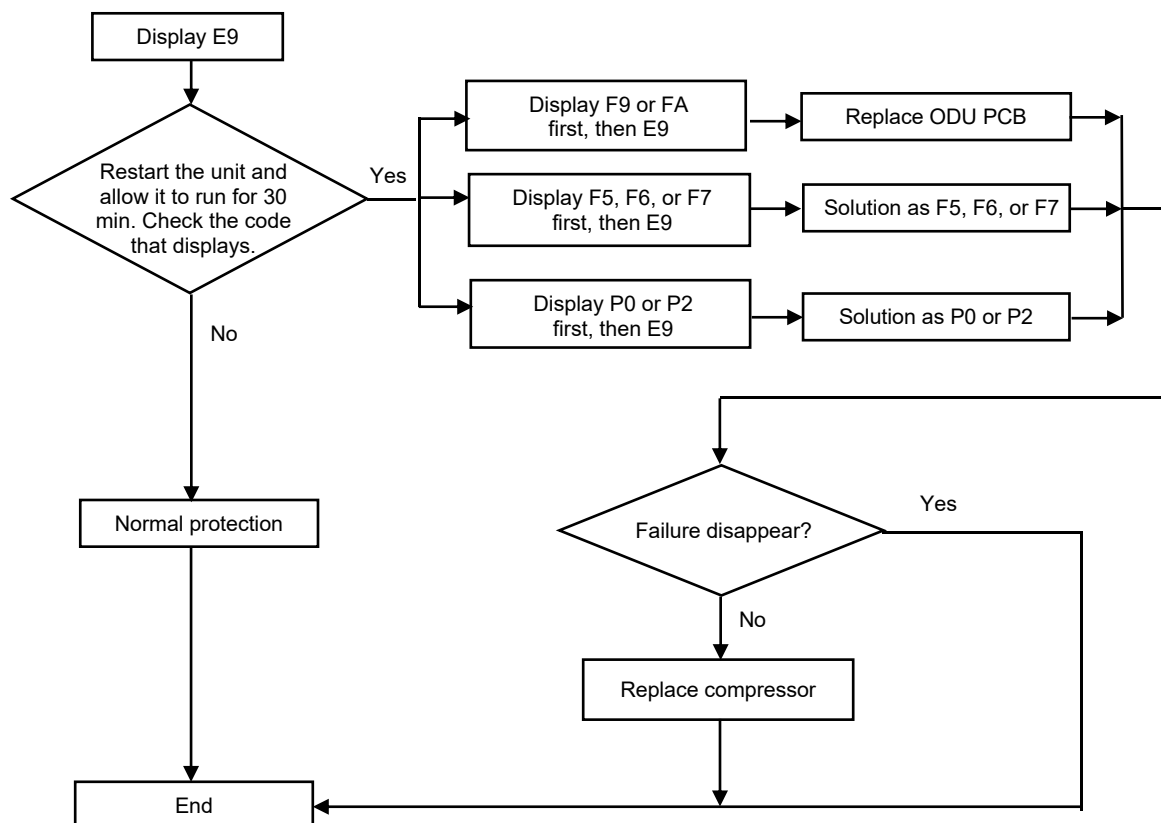 Display E9
Restart the unit and
allow it to run for 30
min. Check the code
that displays.
Yes
No
Display F9 or FA
first, then E9
Replace ODU PCB
Display F5, F6, or F7
first, then E9
Solution as F5, F6, or F7
Display P0 or P2
first, then E9
Solution as P0 or P2
Normal protection
Failure disappear?
Yes
No
Replace compressor
End